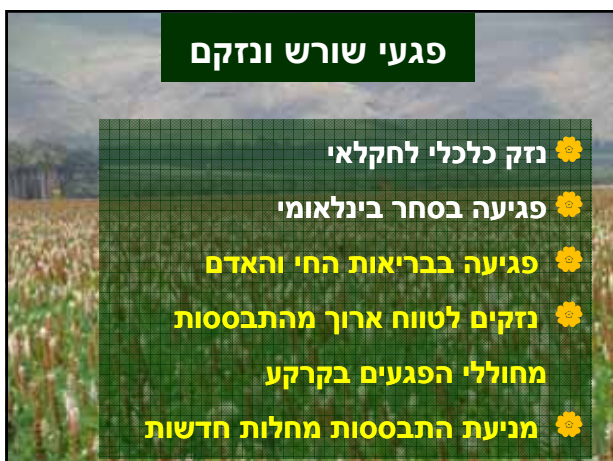 פגעי שורש ונזקם
נזק כלכלי לחקלאי
פגיעה בסחר בינלאומי
פגיעה בבריאות החי והאדם
נזקים לטווח ארוך מהתבססות
מחוללי הפגעים בקרקע
מניעת התבססות מחלות חדשות